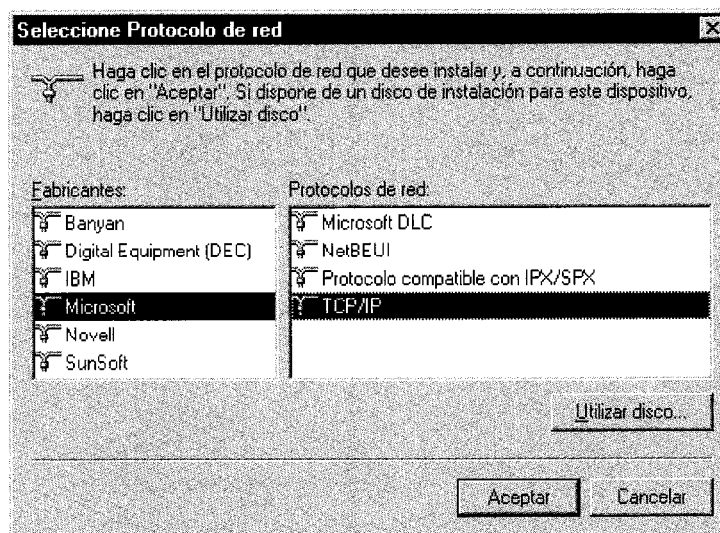 Seleccione Protocolo de red
Haga clic en el protocolo de red que desee instalar y, a continuación, haga
clic en "Aceptar". Si dispone de un disco de instalación para este dispositivo,
haga clic en "Utilizar disco".
Fabricantes:
Banyan
Digital Equipment (DEC)
IBM
Microsoft
Novell
SunSoft
Protocolos de red:
Microsoft DLC
NetBEUI
Protocolo compatible con IPX/SPX
TCP/IP
Utilizar disco...
Aceptar
Cancelar